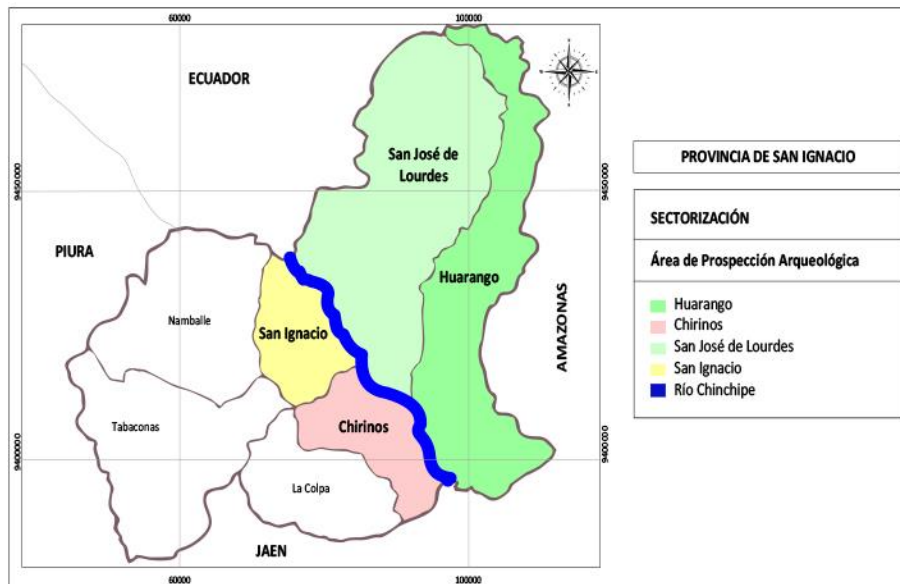 60000
100000
ECUADOR
San José de
Lourdes
9450000
9450000
PIURA
Huarango
AMAZONAS
Namballe
San Ignacio
Tabaconas
Chirinos
9400000
9400000
La Colpa
JAEN
60000
100000
PROVINCIA DE SAN IGNACIO
SECTORIZACIÓN
Área de Prospección Arqueológica
Huarango
Chirinos
San José de Lourdes
San Ignacio
Río Chinchipe